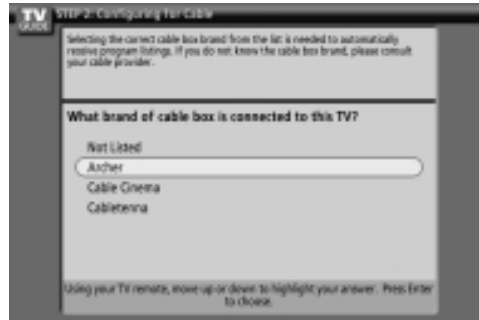 TV GUIDE
STEP 2: Configuring for Cable
Selecting the correct cable box brand from the list is needed to automatically
receive program listings. If you do not know the cable box brand, please consult
your cable provider.
What brand of cable box is connected to this TV?
Not Listed
Archer
Cable Cinema
Cabletenna
Using your TV remote, move up or down to highlight your answer. Press Enter
to choose.